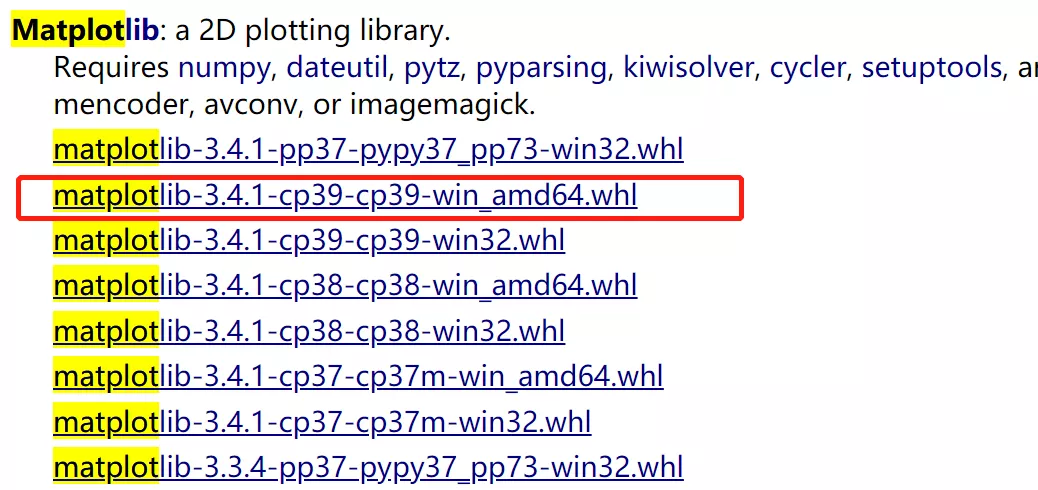 Matplotlib: a 2D plotting library.
Requires numpy, dateutil, pytz, pyparsing, kiwisolver, cycler, setuptools,
mencoder, avconv, or imagemagick.
matplotlib-3.4.1-pp37-pypy37_pp73-win32.whl
matplotlib-3.4.1-cp39-cp39-win_amd64.whl
matplotlib-3.4.1-cp39-cp39-win32.whl
matplotlib-3.4.1-cp38-cp38-win_amd64.whl
matplotlib-3.4.1-cp38-cp38-win32.whl
matplotlib-3.4.1-cp37-cp37m-win_amd64.whl
matplotlib-3.4.1-cp37-cp37m-win32.whl
matplotlib-3.3.4-pp37-pypy37_pp73-win32.whl